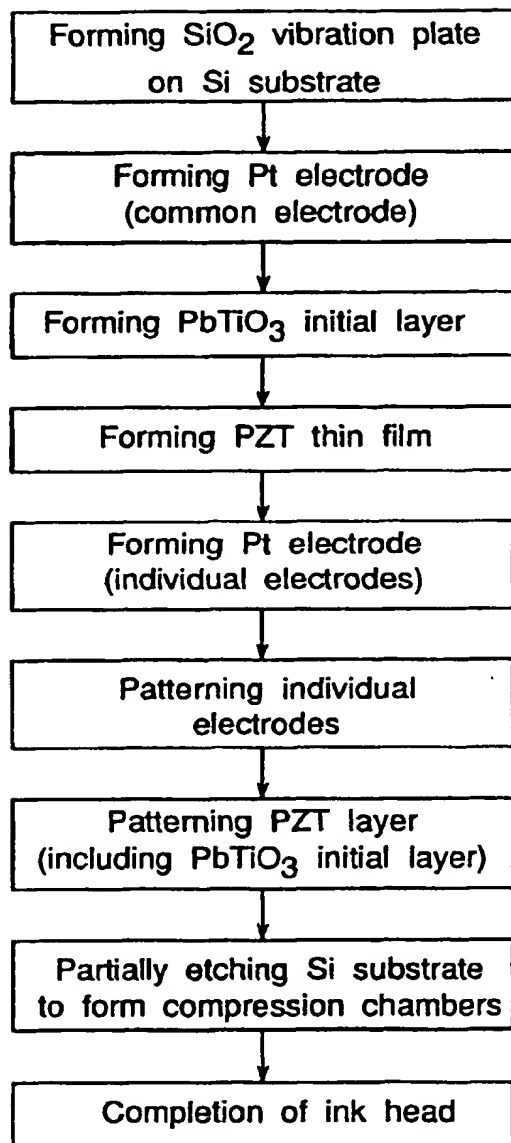 Forming SiO2 vibration plate
on Si substrate
Forming Pt electrode
(common electrode)
Forming PbTiO3 initial layer
Forming PZT thin film
Forming Pt electrode
(individual electrodes)
Patterning individual
electrodes
Patterning PZT layer
(including PbTiO3 initial layer)
Partially etching Si substrate
to form compression chambers
Completion of ink head